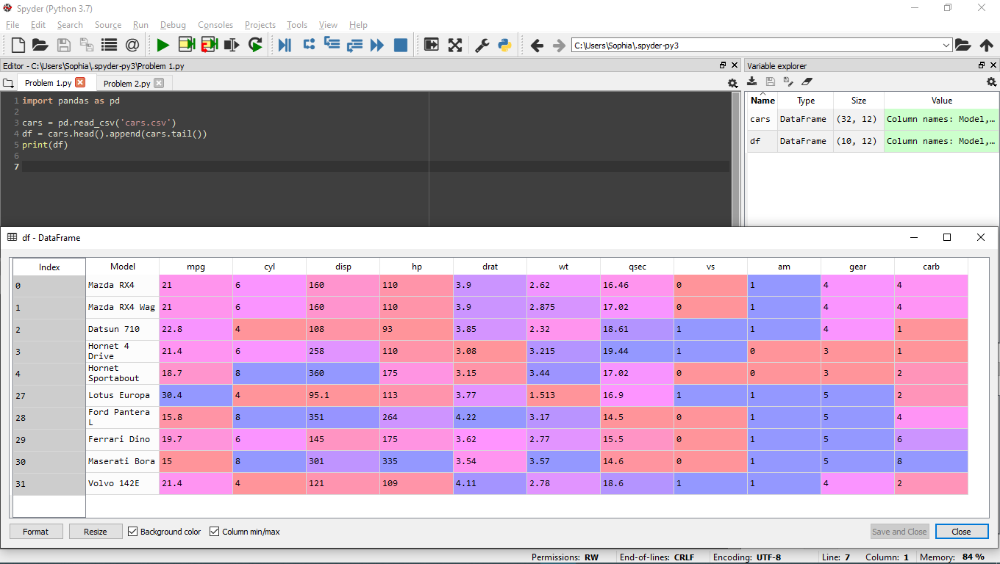 Spyder (Python 3.7)
File Edit Search Source Run Debug Consoles Projects Tools View Help
C:\Users\Sophia\.spyder-py3
Editor - C:\Users\Sophia\.spyder-py3\Problem 1.py
Problem 1.py Problem 2.py
1 import pandas as pd
2
3 cars = pd.read_csv('cars.csv')
4 df = cars.head().append(cars.tail())
5 print(df)
6
7
Variable explorer
Name Type Size Value
cars DataFrame (32, 12) Column names: Model,…
df DataFrame (10, 12) Column names: Model,…
df - DataFrame
Index Model mpg cyl disp hp drat wt qsec vs am gear carb
0 Mazda RX4 21 6 160 110 3.9 2.62 16.46 0 1 4 4
1 Mazda RX4 Wag 21 6 160 110 3.9 2.875 17.02 0 1 4 4
2 Datsun 710 22.8 4 108 93 3.85 2.32 18.61 1 1 4 1
3 Hornet 4 Drive 21.4 6 258 110 3.08 3.215 19.44 1 0 3 1
4 Hornet Sportabout 18.7 8 360 175 3.15 3.44 17.02 0 0 3 2
27 Lotus Europa 30.4 4 95.1 113 3.77 1.513 16.9 1 1 5 2
28 Ford Pantera L 15.8 8 351 264 4.22 3.17 14.5 0 1 5 4
29 Ferrari Dino 19.7 6 145 175 3.62 2.77 15.5 0 1 5 6
30 Maserati Bora 15 8 301 335 3.54 3.57 14.6 0 1 5 8
31 Volvo 142E 21.4 4 121 109 4.11 2.78 18.6 1 1 4 2
Format Resize Background color Column min/max Save and Close Close
Permissions: RW End-of-lines: CRLF Encoding: UTF-8 Line: 7 Column: 1 Memory: 84 %